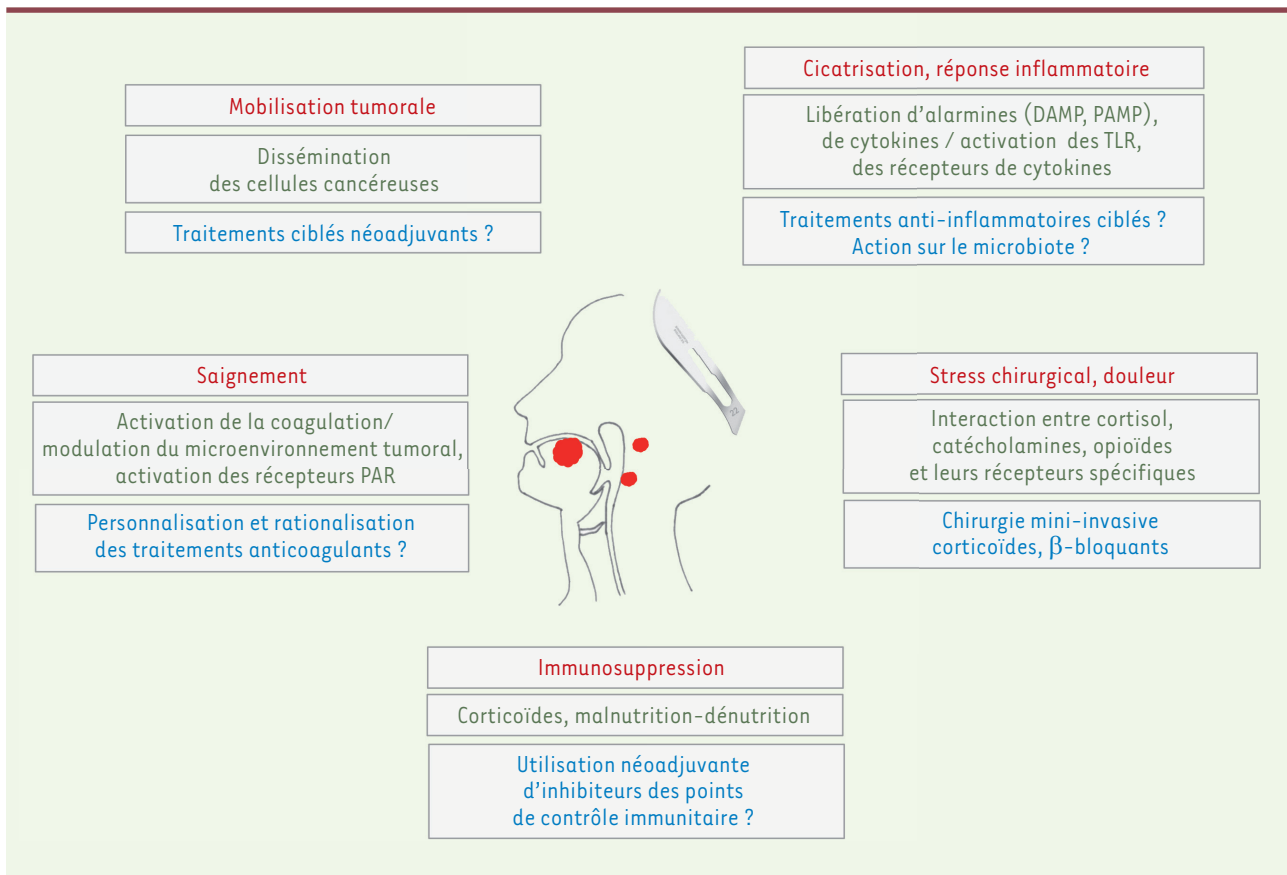 Mobilisation tumorale
Dissémination
des cellules cancéreuses
Traitements ciblés néoadjuvants ?
Cicatrisation, réponse inflammatoire
Libération d'alarmines (DAMP, PAMP),
de cytokines / activation des TLR,
des récepteurs de cytokines
Traitements anti-inflammatoires ciblés ?
Action sur le microbiote ?
Saignement
Activation de la coagulation/
modulation du microenvironnement tumoral,
activation des récepteurs PAR
Personnalisation et rationalisation
des traitements anticoagulants ?
Stress chirurgical, douleur
Interaction entre cortisol,
catécholamines, opioïdes
et leurs récepteurs spécifiques
Chirurgie mini-invasive
corticoïdes, β-bloquants
Immunosuppression
Corticoïdes, malnutrition-dénutrition
Utilisation néoadjuvante
d'inhibiteurs des points
de contrôle immunitaire ?